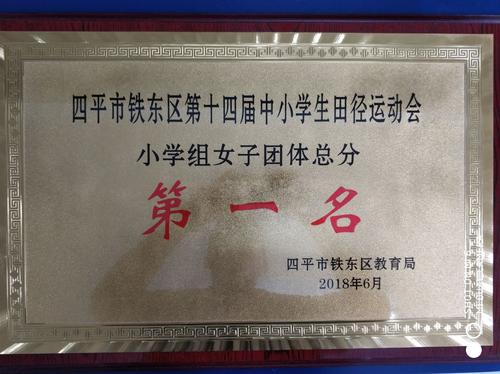 四平市铁东区第十四届中小学生田径运动会
小学组女子团体总分
第一名
四平市铁东区教育局
2018年6月